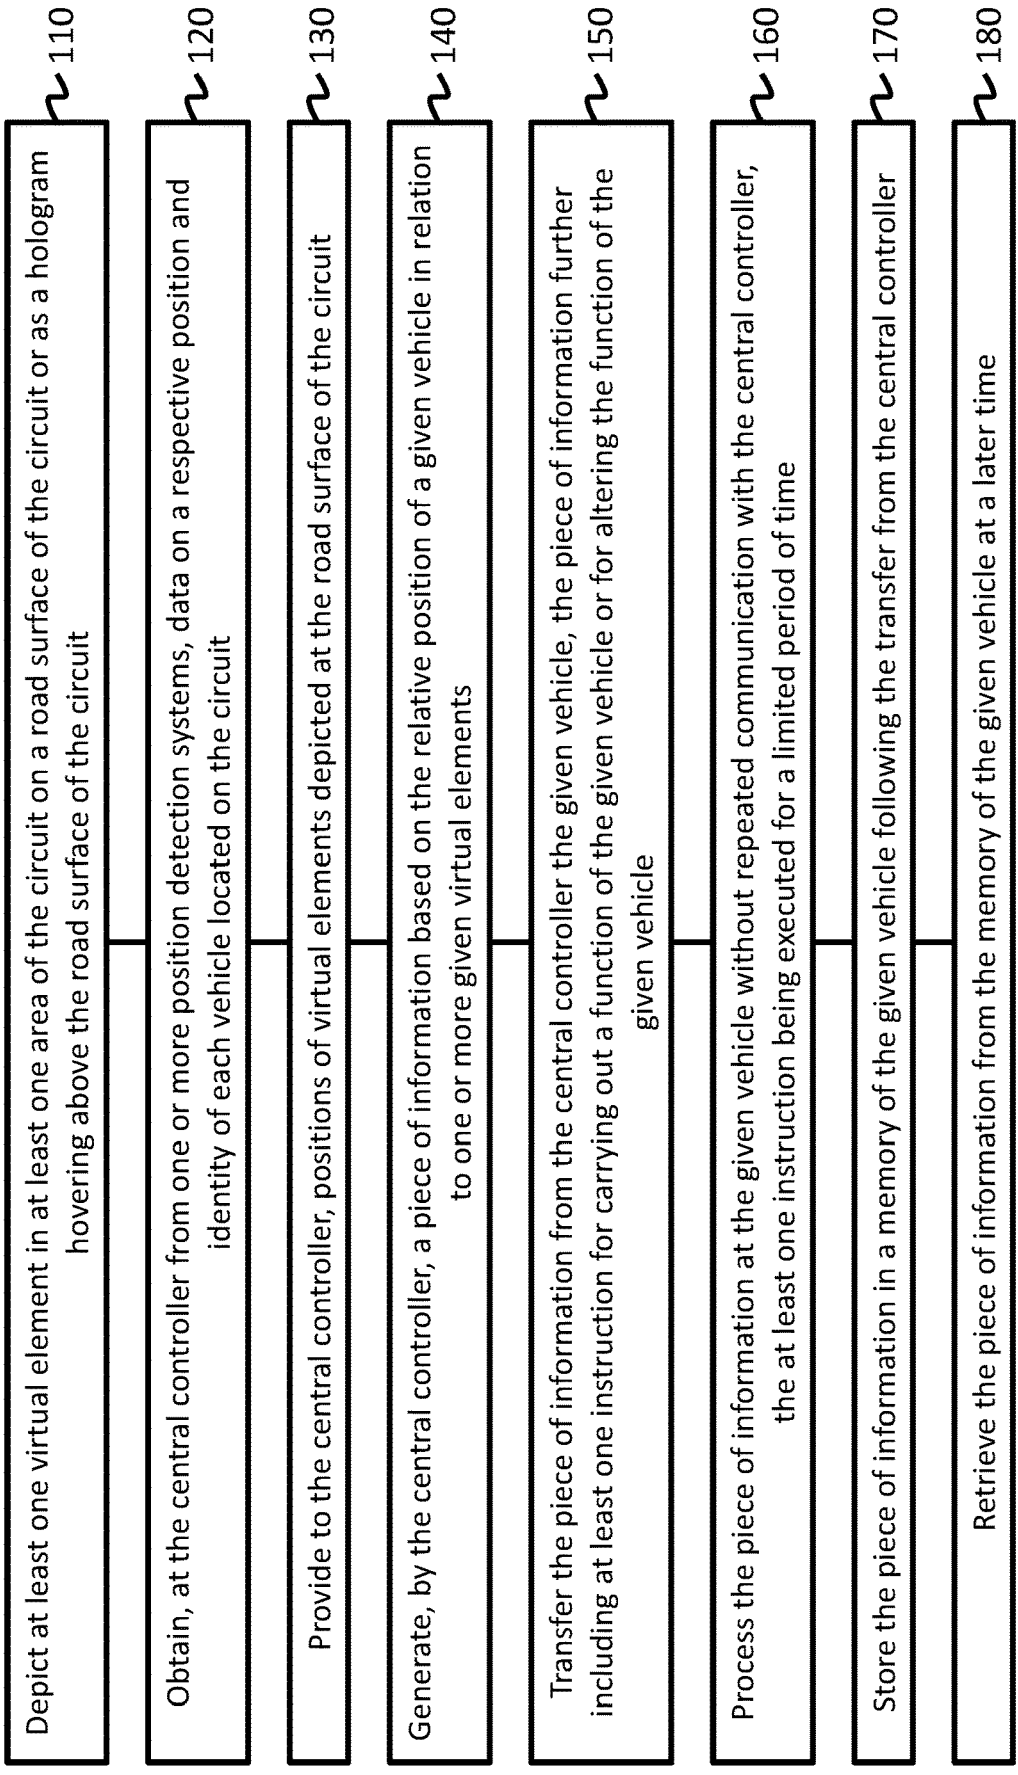 Depict at least one virtual element in at least one area of the circuit on a road surface of the circuit or as a hologram
hovering above the road surface of the circuit
110
Obtain, at the central controller from one or more position detection systems, data on a respective position and
identity of each vehicle located on the circuit
120
Provide to the central controller, positions of virtual elements depicted at the road surface of the circuit
130
Generate, by the central controller, a piece of information based on the relative position of a given vehicle in relation
to one or more given virtual elements
140
Transfer the piece of information from the central controller the given vehicle, the piece of information further
including at least one instruction for carrying out a function of the given vehicle or for altering the function of the
given vehicle
150
Process the piece of information at the given vehicle without repeated communication with the central controller,
the at least one instruction being executed for a limited period of time
160
Store the piece of information in a memory of the given vehicle following the transfer from the central controller
170
Retrieve the piece of information from the memory of the given vehicle at a later time
180